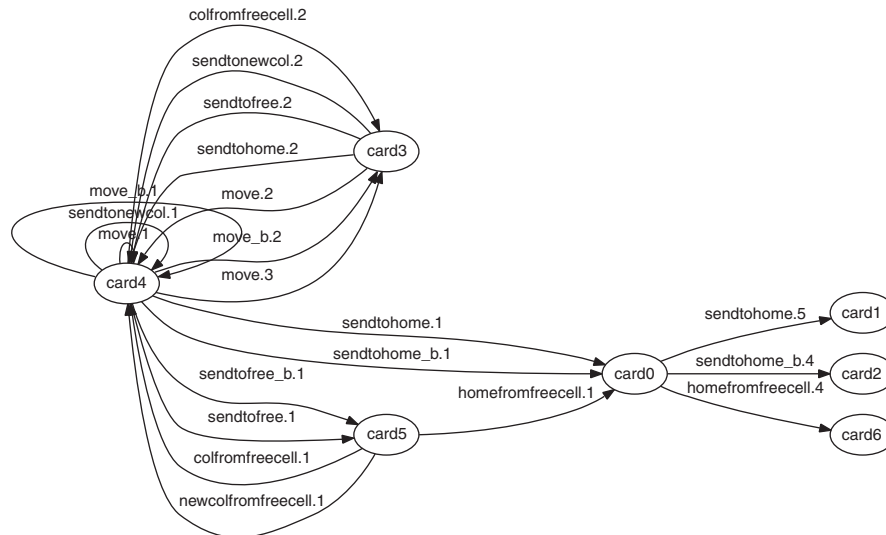 colfromfreecell.2
sendtonewcol.2
sendtofree.2
card3
sendtohome.2
move_b.1
move.2
sendtonewcol.1
move.1
move_b.2
card4
move.3
sendtohome.1
sendtohome.5
card1
sendtohome_b.1
sendtohome_b.4
card0
card2
sendtofree_b.1
homefromfreecell.1
homefromfreecell.4
sendtofree.1
card5
card6
colfromfreecell.1
newcolfromfreecell.1